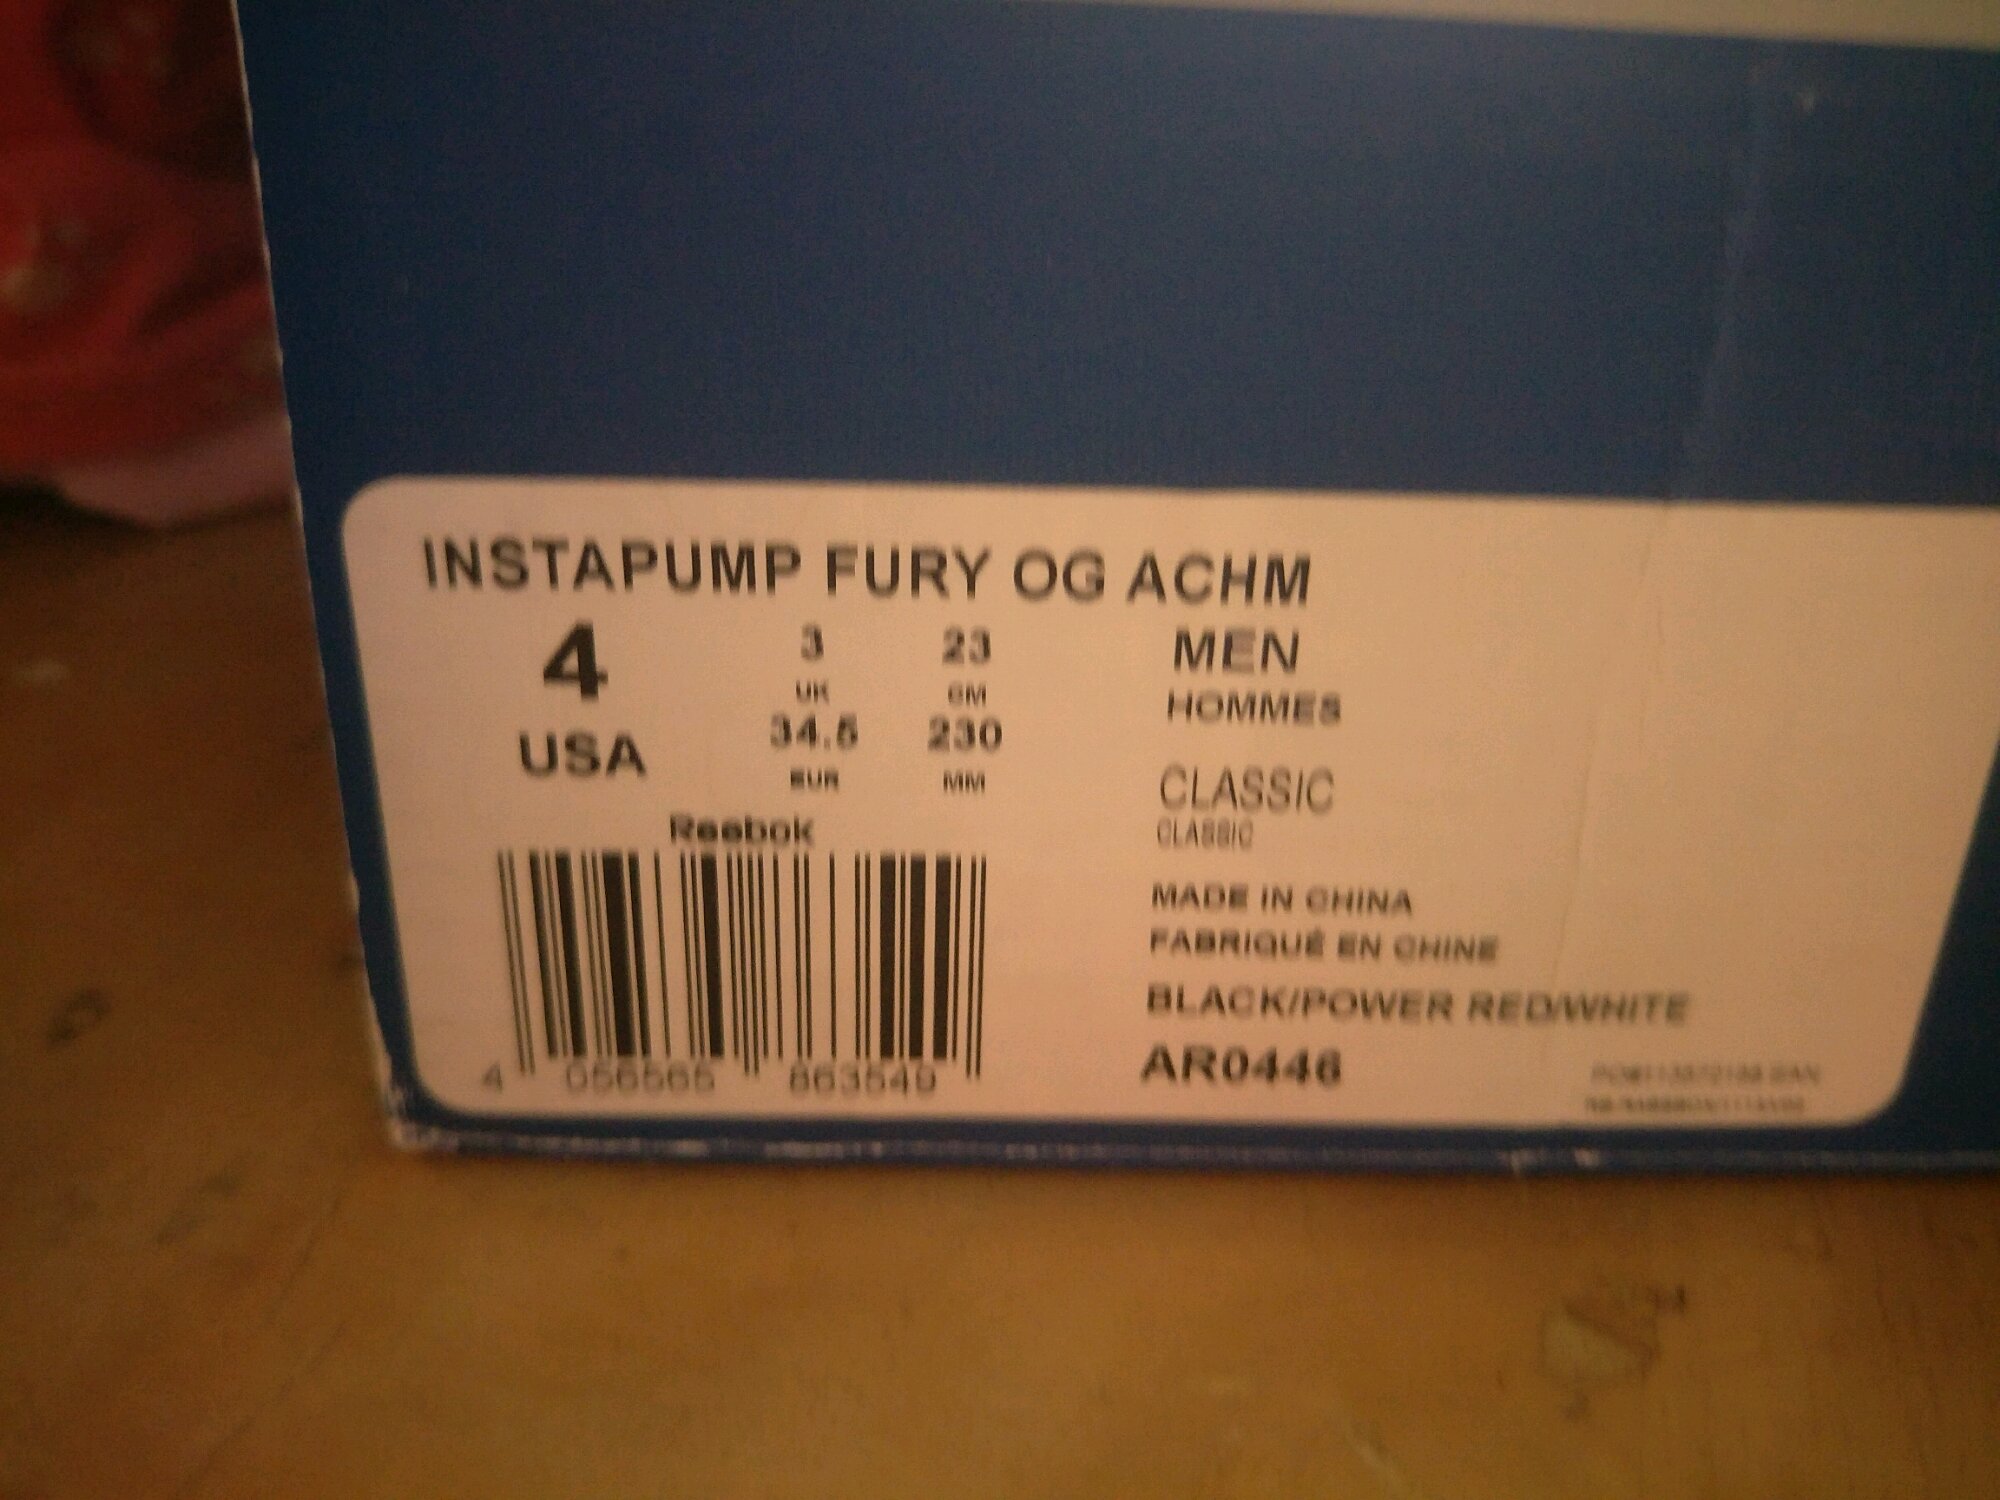 INSTAPUMP FURY OG ACHM
4 3 23 MEN
UK CM HOMMES
USA 34.5 230
EUR MM CLASSIC
Reebok CLASSIC
MADE IN CHINA
FABRIQUÉ EN CHINE
BLACK/POWER RED/WHITE
4 056565 863549 AR0446